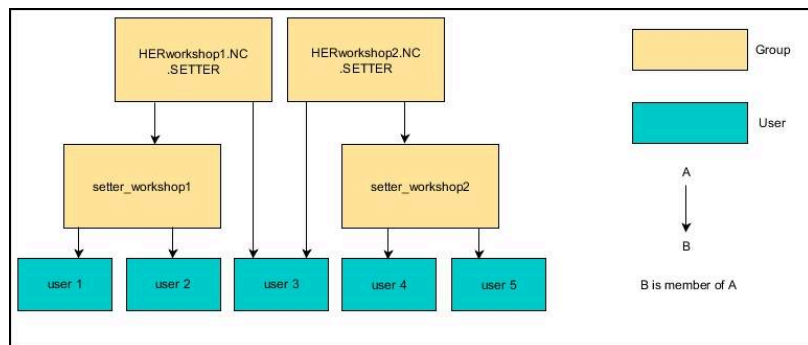 HERworkshop1.NC
.SETTER
HERworkshop2.NC
.SETTER
Group
User
setter_workshop1
setter_workshop2
A
B
user 1
user 2
user 3
user 4
user 5
B is member of A